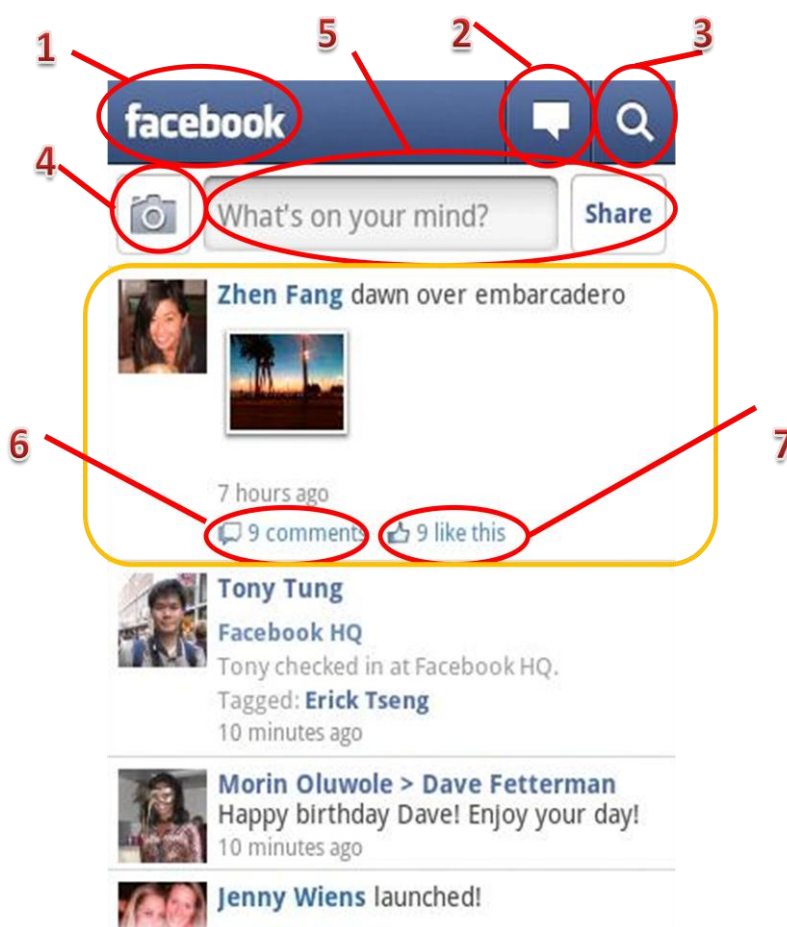 1
5
2
3
facebook
4
What's on your mind?
Share
Zhen Fang dawn over embarcadero
6
7
7 hours ago
9 comments
9 like this
Tony Tung
Facebook HQ
Tony checked in at Facebook HQ.
Tagged: Erick Tseng
10 minutes ago
Morin Oluwole > Dave Fetterman
Happy birthday Dave! Enjoy your day!
10 minutes ago
Jenny Wiens launched!